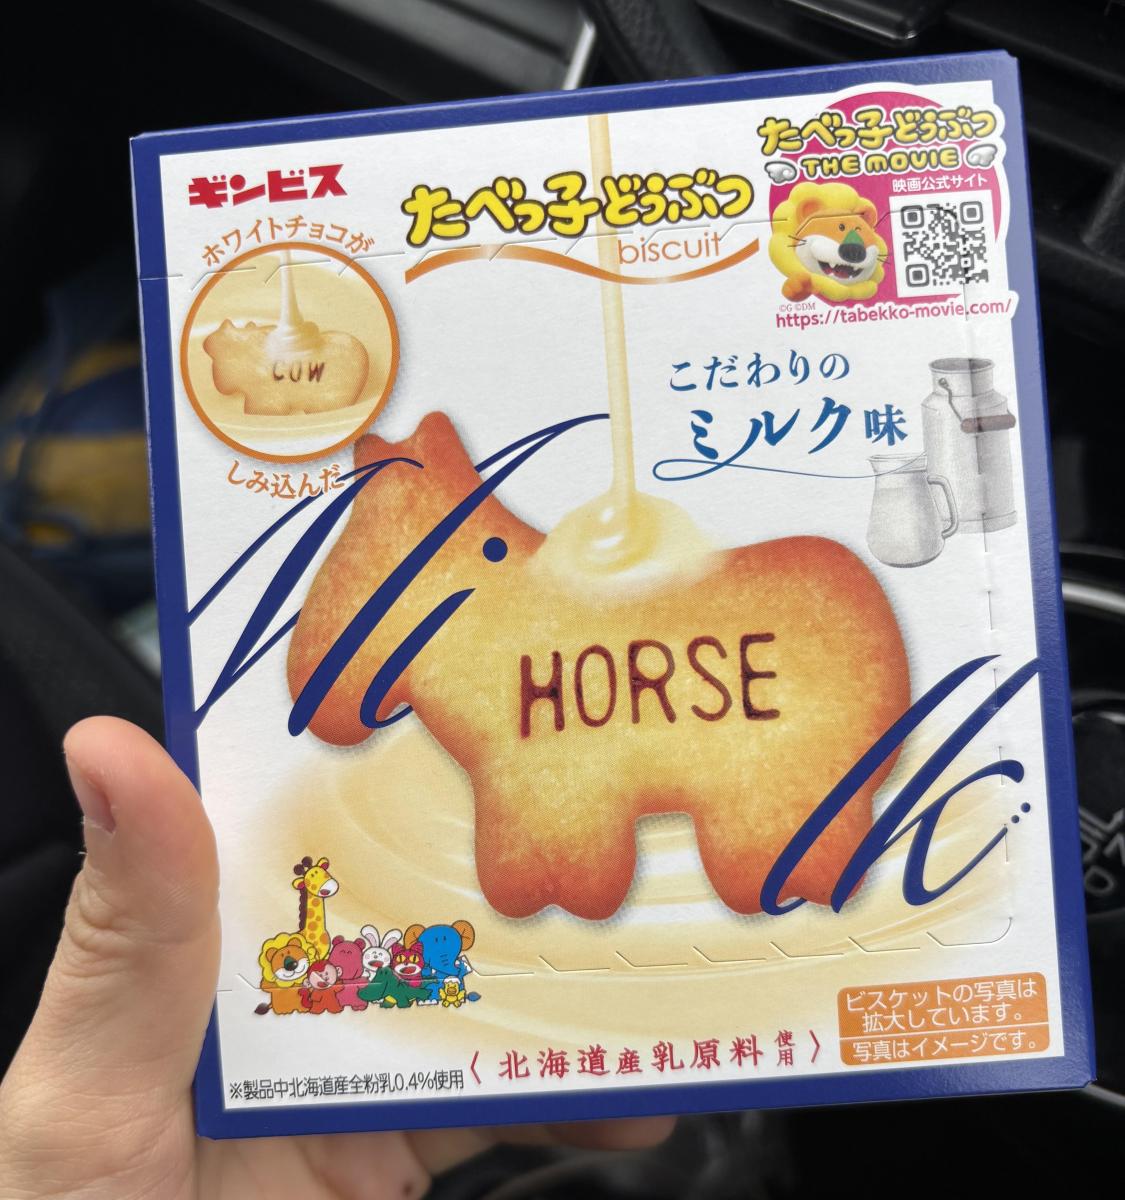 ギンビス
たべっ子どうぶつ
biscuit
たべっ子どうぶつ
THE MOVIE
映画公式サイト
©G ©DM
https://tabekko-movie.com/
ホワイトチョコが
COW
しみ込んだ
こだわりの
ミルク味
Milk
HORSE
ビスケットの写真は
拡大しています。
写真はイメージです。
〈北海道産乳原料使用〉
※製品中北海道産全粉乳0.4%使用